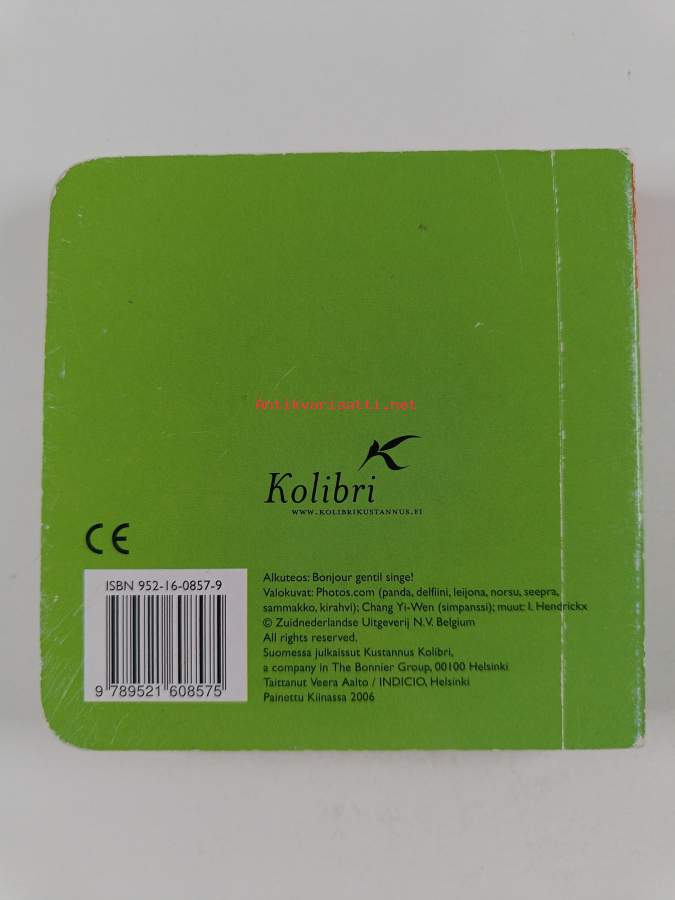 Antikvariaatti.net
Kolibri
WWW.KOLIBRIKUSTANNUS.FI
CE
ISBN 952-16-0857-9
9 789521 608575
Alkuteos: Bonjour gentil singe!
Valokuvat: Photos.com (panda, delfiini, leijona, norsu, seepra,
sammakko, kirahvi); Chang Yi-Wen (simpanssi); muut: I. Hendrickx
© Zuidnederlandse Uitgeverij N.V. Belgium
All rights reserved.
Suomessa julkaissut Kustannus Kolibri,
a company in The Bonnier Group, 00100 Helsinki
Taittanut Veera Aalto / INDICIO, Helsinki
Painettu Kiinassa 2006